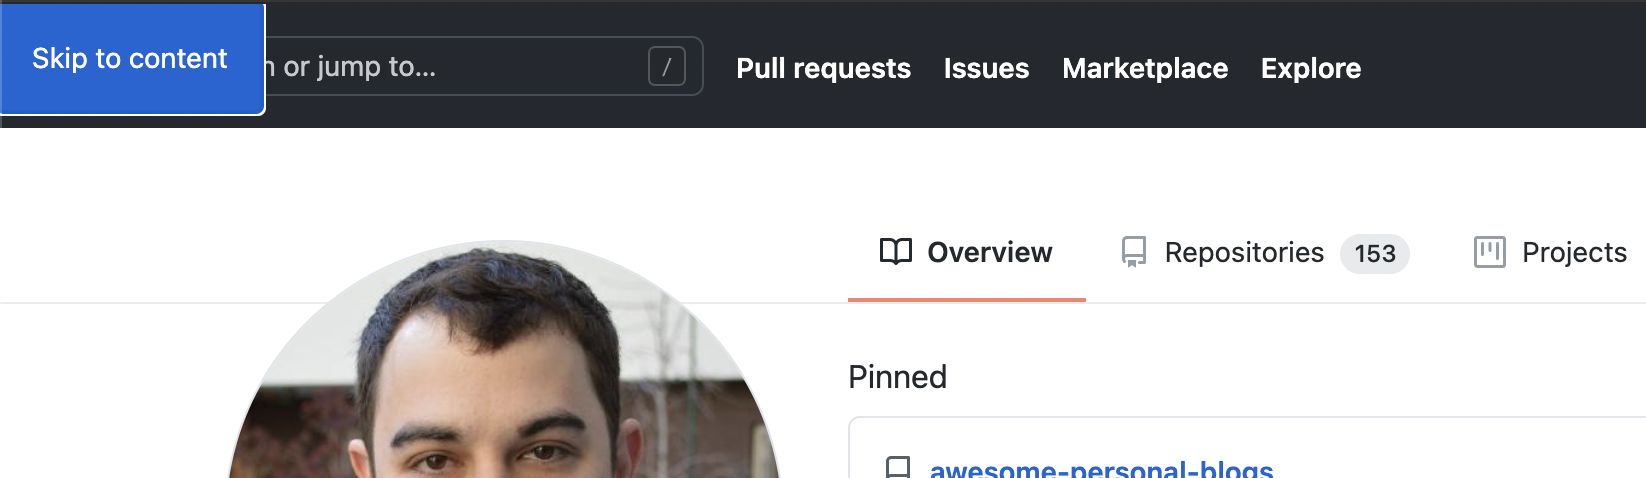 Skip to content
or jump to...
/
Pull requests
Issues
Marketplace
Explore
Overview
Repositories 153
Projects
Pinned
awesome-personal-blogs